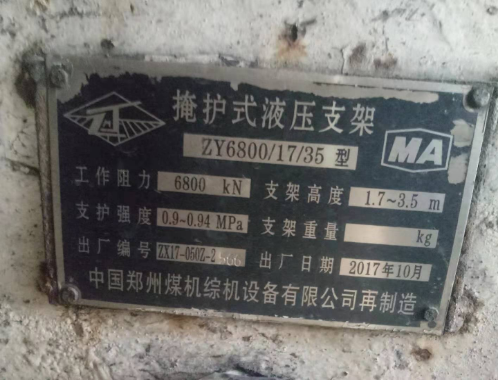 掩护式液压支架
ZY6800/17/35 型
MA
工作阻力 6800 kN 支架高度 1.7~3.5 m
支护强度 0.9~0.94 MPa 支架重量 kg
出厂编号 ZX17-050Z-2 出厂日期 2017年10月
中国郑州煤机综机设备有限公司再制造